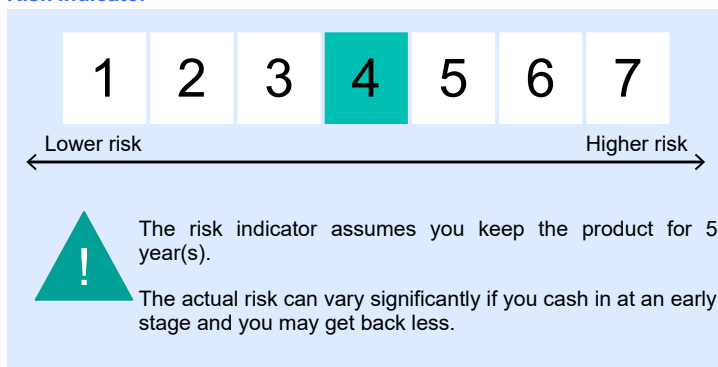 1 2 3 4 5 6 7
Lower risk Higher risk
The risk indicator assumes you keep the product for 5
year(s).
!
The actual risk can vary significantly if you cash in at an early
stage and you may get back less.